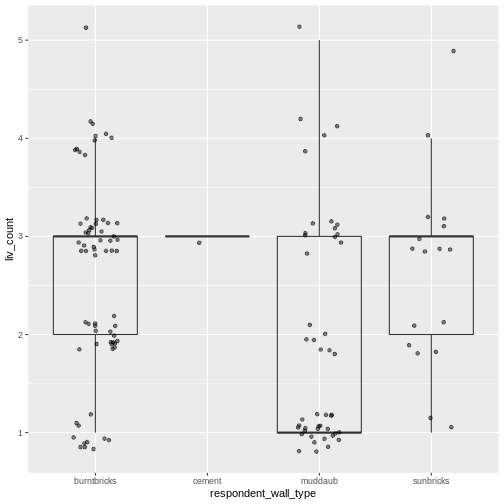 5
4
3
2
1
liv_count
burntbricks cement muddaub sunbricks
respondent_wall_type